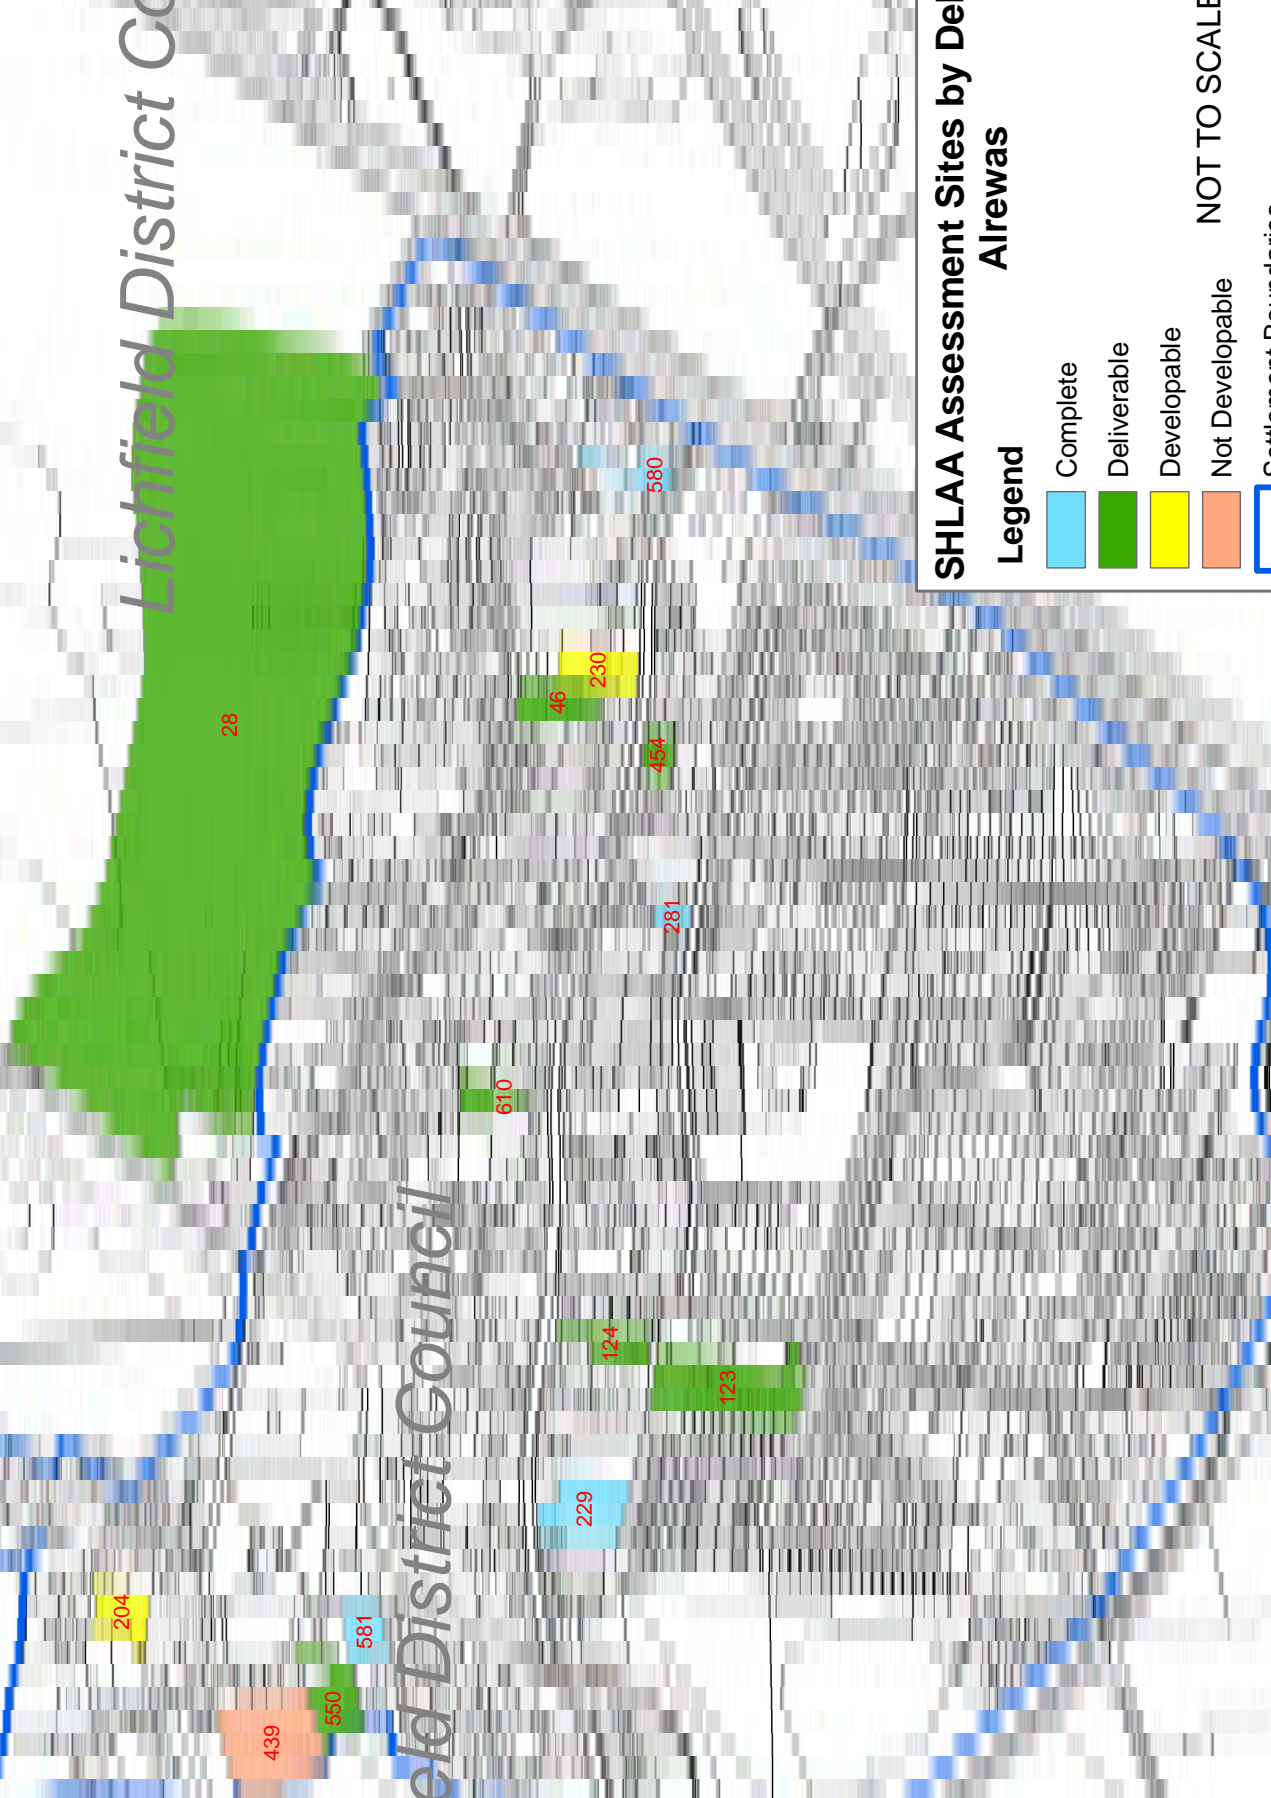 Lichfield District Co
eld District Council
28
580
230
46
454
281
610
124
123
229
204
581
550
439
SHLAA Assessment Sites by Del
Alrewas
Legend
Complete
Deliverable
Developable
Not Developable
NOT TO SCALE